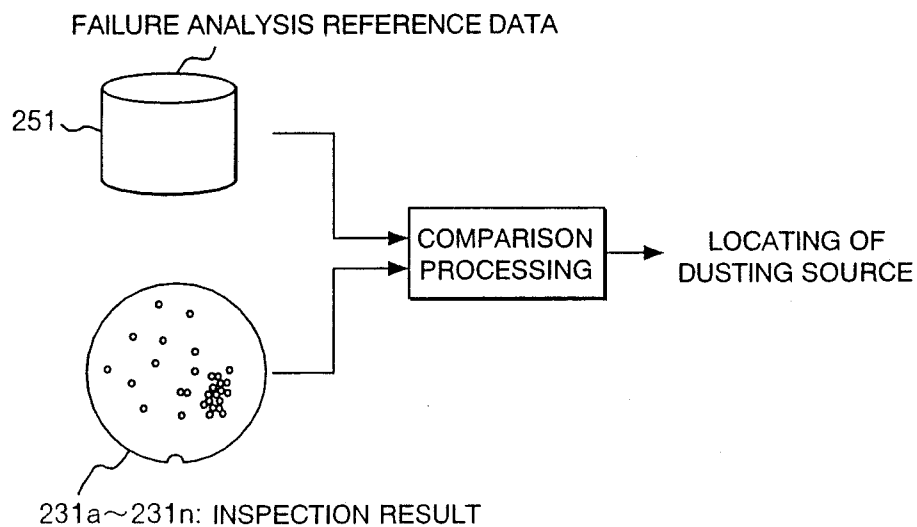 FAILURE ANALYSIS REFERENCE DATA
251
COMPARISON
PROCESSING
LOCATING OF
DUSTING SOURCE
231a～231n: INSPECTION RESULT